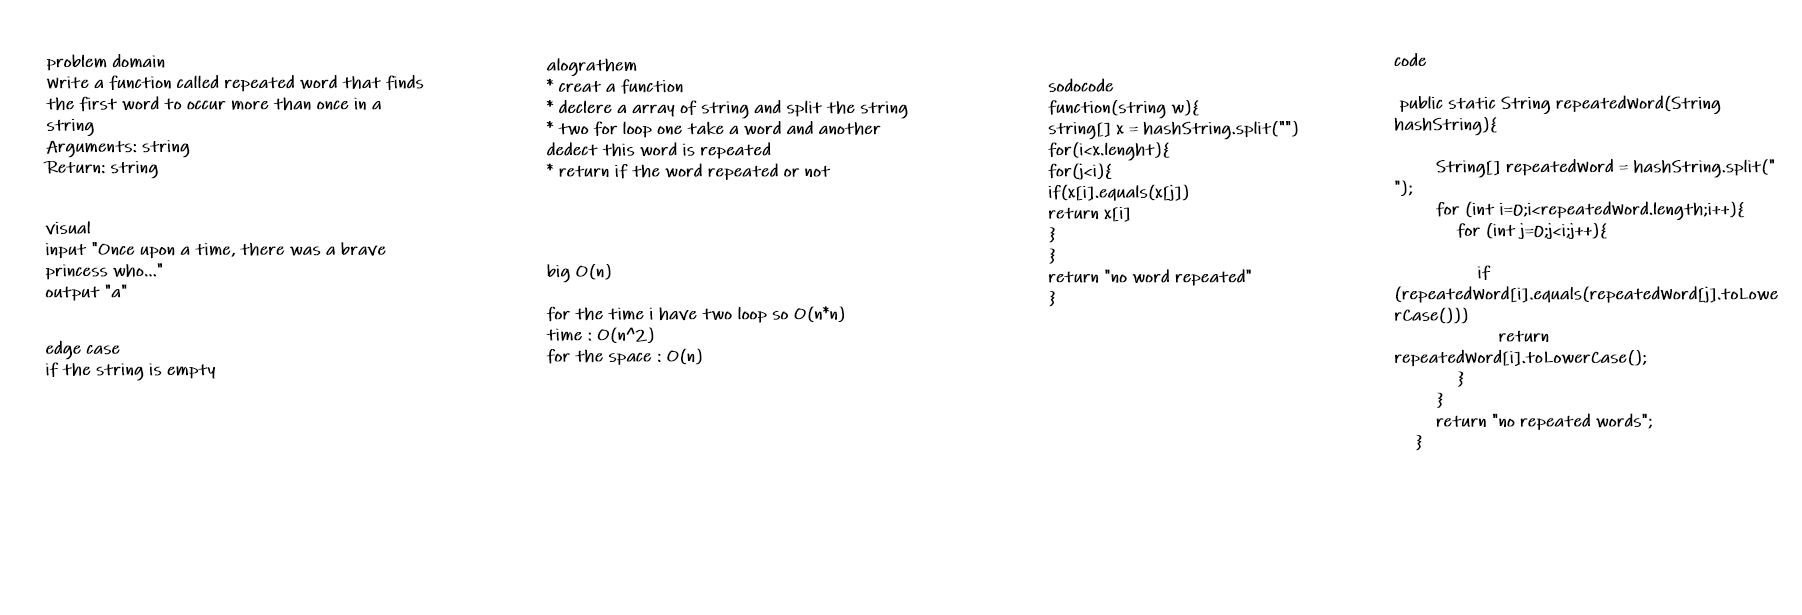 problem domain
Write a function called repeated word that finds
the first word to occur more than once in a
string
Arguments: string
Return: string
visual
input "Once upon a time, there was a brave
princess who..."
output "a"
edge case
if the string is empty
alograthem
* creat a function
* declere a array of string and split the string
* two for loop one take a word and another
dedect this word is repeated
* return if the word repeated or not
big O(n)
for the time i have two loop so O(n*n)
time : O(n^2)
for the space : O(n)
sodocode
function(string w){
string[] x = hashString.split("")
for(i<x.lenght){
for(j<i){
if(x[i].equals(x[j])
return x[i]
}
}
return "no word repeated"
}
code
public static String repeatedWord(String
hashString){
String[] repeatedWord = hashString.split("
");
for (int i=0;i<repeatedWord.length;i++){
for (int j=0;j<i;j++){
if
(repeatedWord[i].equals(repeatedWord[j].toLowe
rCase()))
return
repeatedWord[i].toLowerCase();
}
}
return "no repeated words";
}